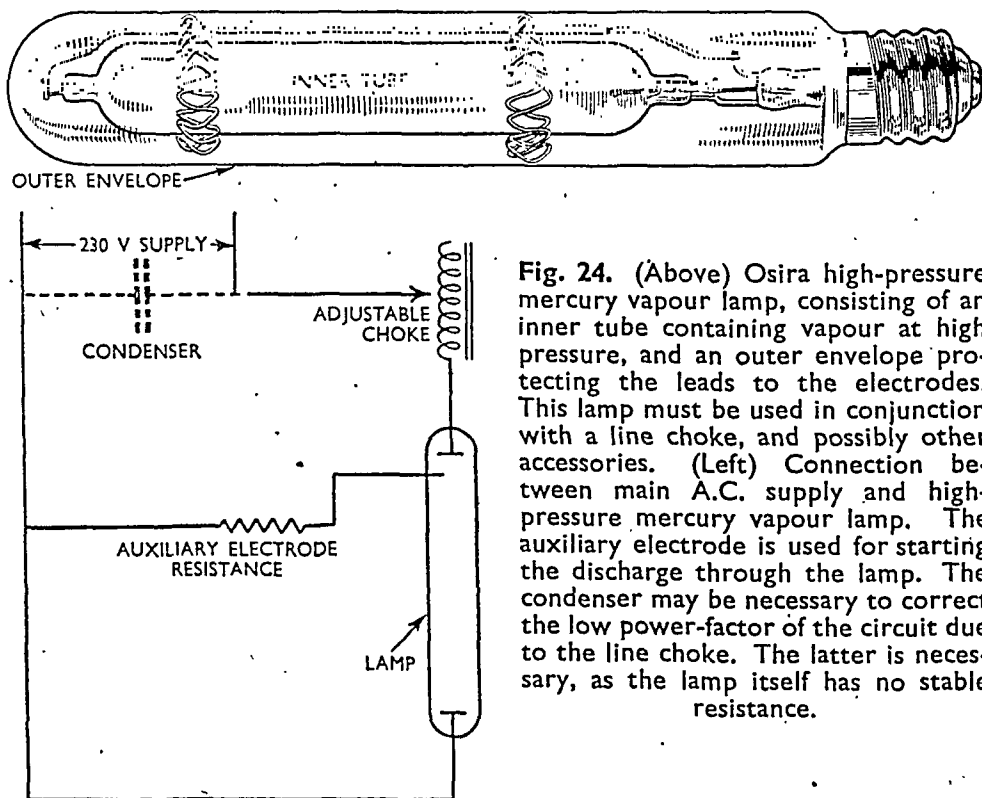 INNER TUBE
OUTER ENVELOPE
230 V SUPPLY
CONDENSER
ADJUSTABLE
CHOKE
AUXILIARY ELECTRODE
RESISTANCE
LAMP
Fig. 24. (Above) Osira high-pressure
mercury vapour lamp, consisting of an
inner tube containing vapour at high
pressure, and an outer envelope pro-
tecting the leads to the electrodes.
This lamp must be used in conjunction
with a line choke, and possibly other
accessories. (Left) Connection be-
tween main A.C. supply and high-
pressure mercury vapour lamp. The
auxiliary electrode is used for starting
the discharge through the lamp. The
condenser may be necessary to correct
the low power-factor of the circuit due
to the line choke. The latter is neces-
sary, as the lamp itself has no stable
resistance.